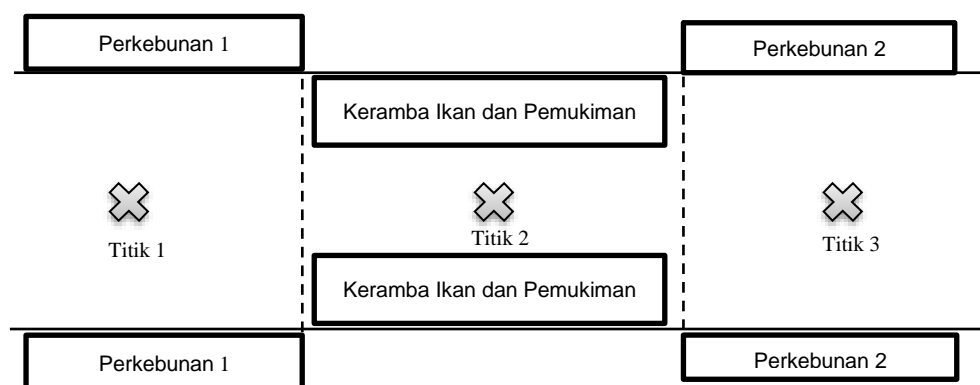 Perkebunan 1
Perkebunan 2
Keramba Ikan dan Pemukiman
Titik 1
Titik 2
Titik 3
Keramba Ikan dan Pemukiman
Perkebunan 1
Perkebunan 2